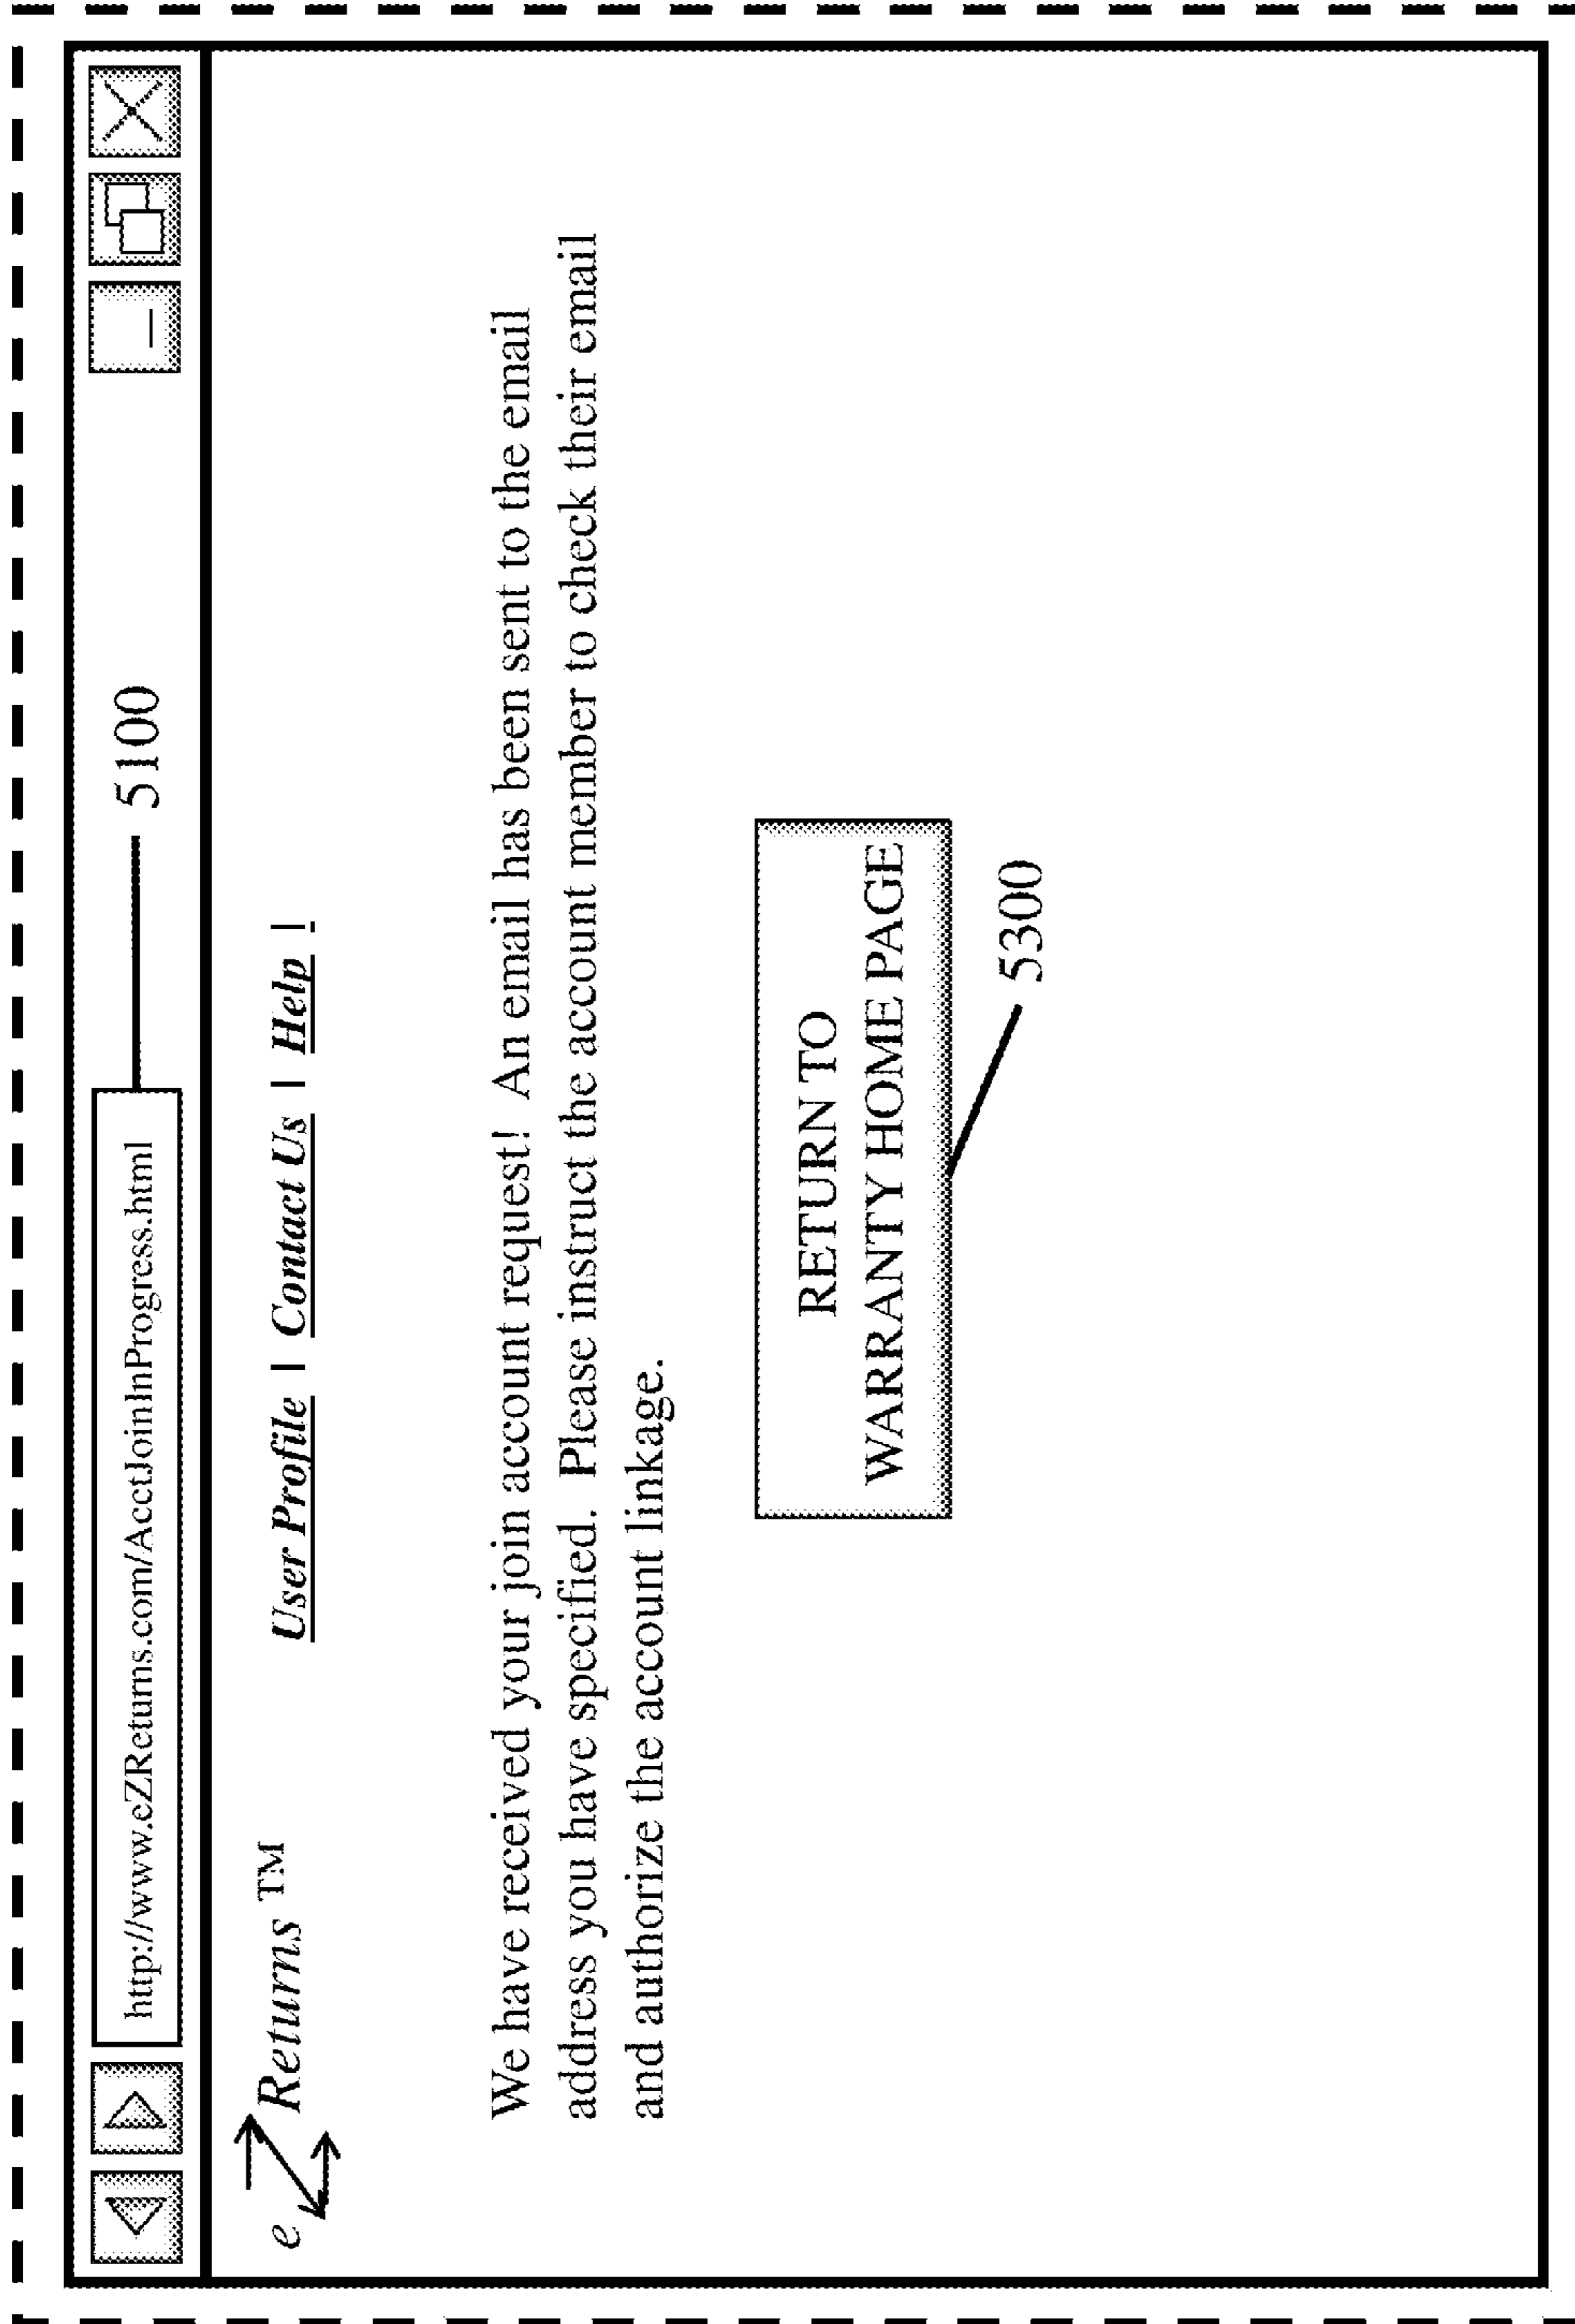 http://www.eZReturns.com/AcctJoinInProgress.html
5100
eZReturns™
User Profile | Contact Us | Help |
We have received your join account request! An email has been sent to the email
address you have specified. Please instruct the account member to check their email
and authorize the account linkage.
RETURN TO
WARRANTY HOME PAGE
5300